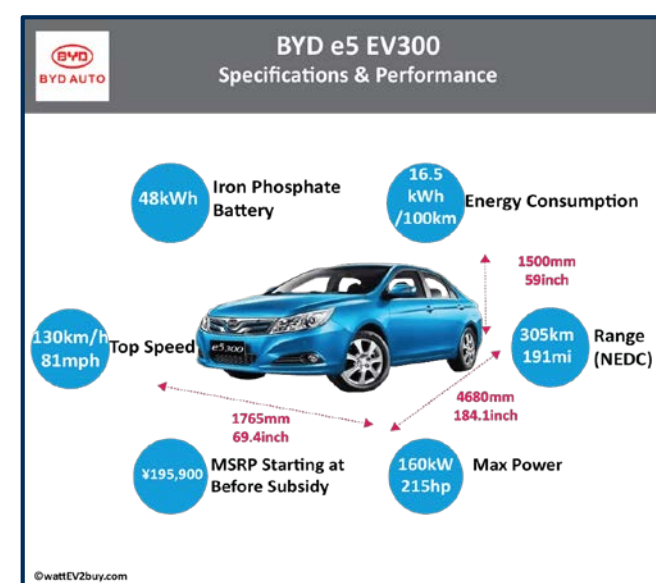 BYD
BYD AUTO
BYD e5 EV300
Specifications & Performance
48kWh
Iron Phosphate
Battery
16.5
kWh
/100km
Energy Consumption
1500mm
59inch
130km/h
81mph
Top Speed
e5300
305km
191mi
Range
(NEDC)
4680mm
184.1inch
1765mm
69.4inch
¥195,900
MSRP Starting at
Before Subsidy
160kW
215hp
Max Power
©wattEV2buy.com